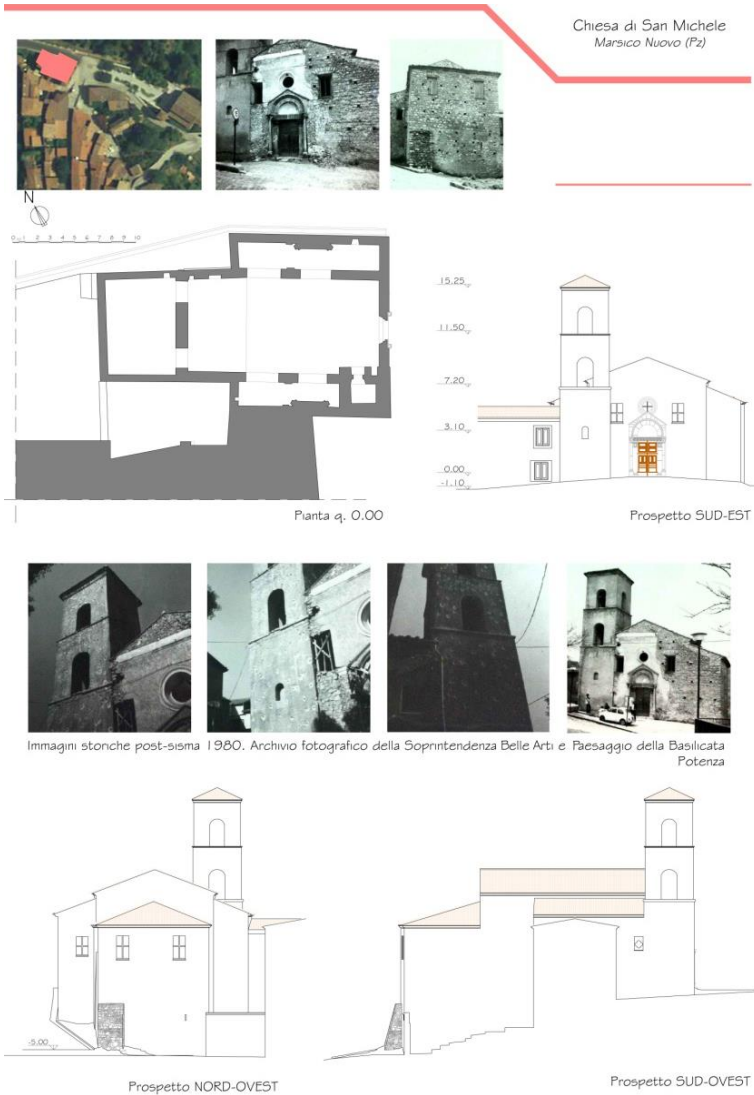 Chiesa di San Michele
Marsico Nuovo (Pz)
N
0 1 2 3 4 5 6 7 8 9 10
15.25
11.50
7.20
3.10
0.00
-1.10
Pianta q. 0.00
Prospetto SUD-EST
Immagini storiche post-sisma 1980. Archivio fotografico della Soprintendenza Belle Arti e Paesaggio della Basilicata
Potenza
-5.00
Prospetto NORD-OVEST
Prospetto SUD-OVEST